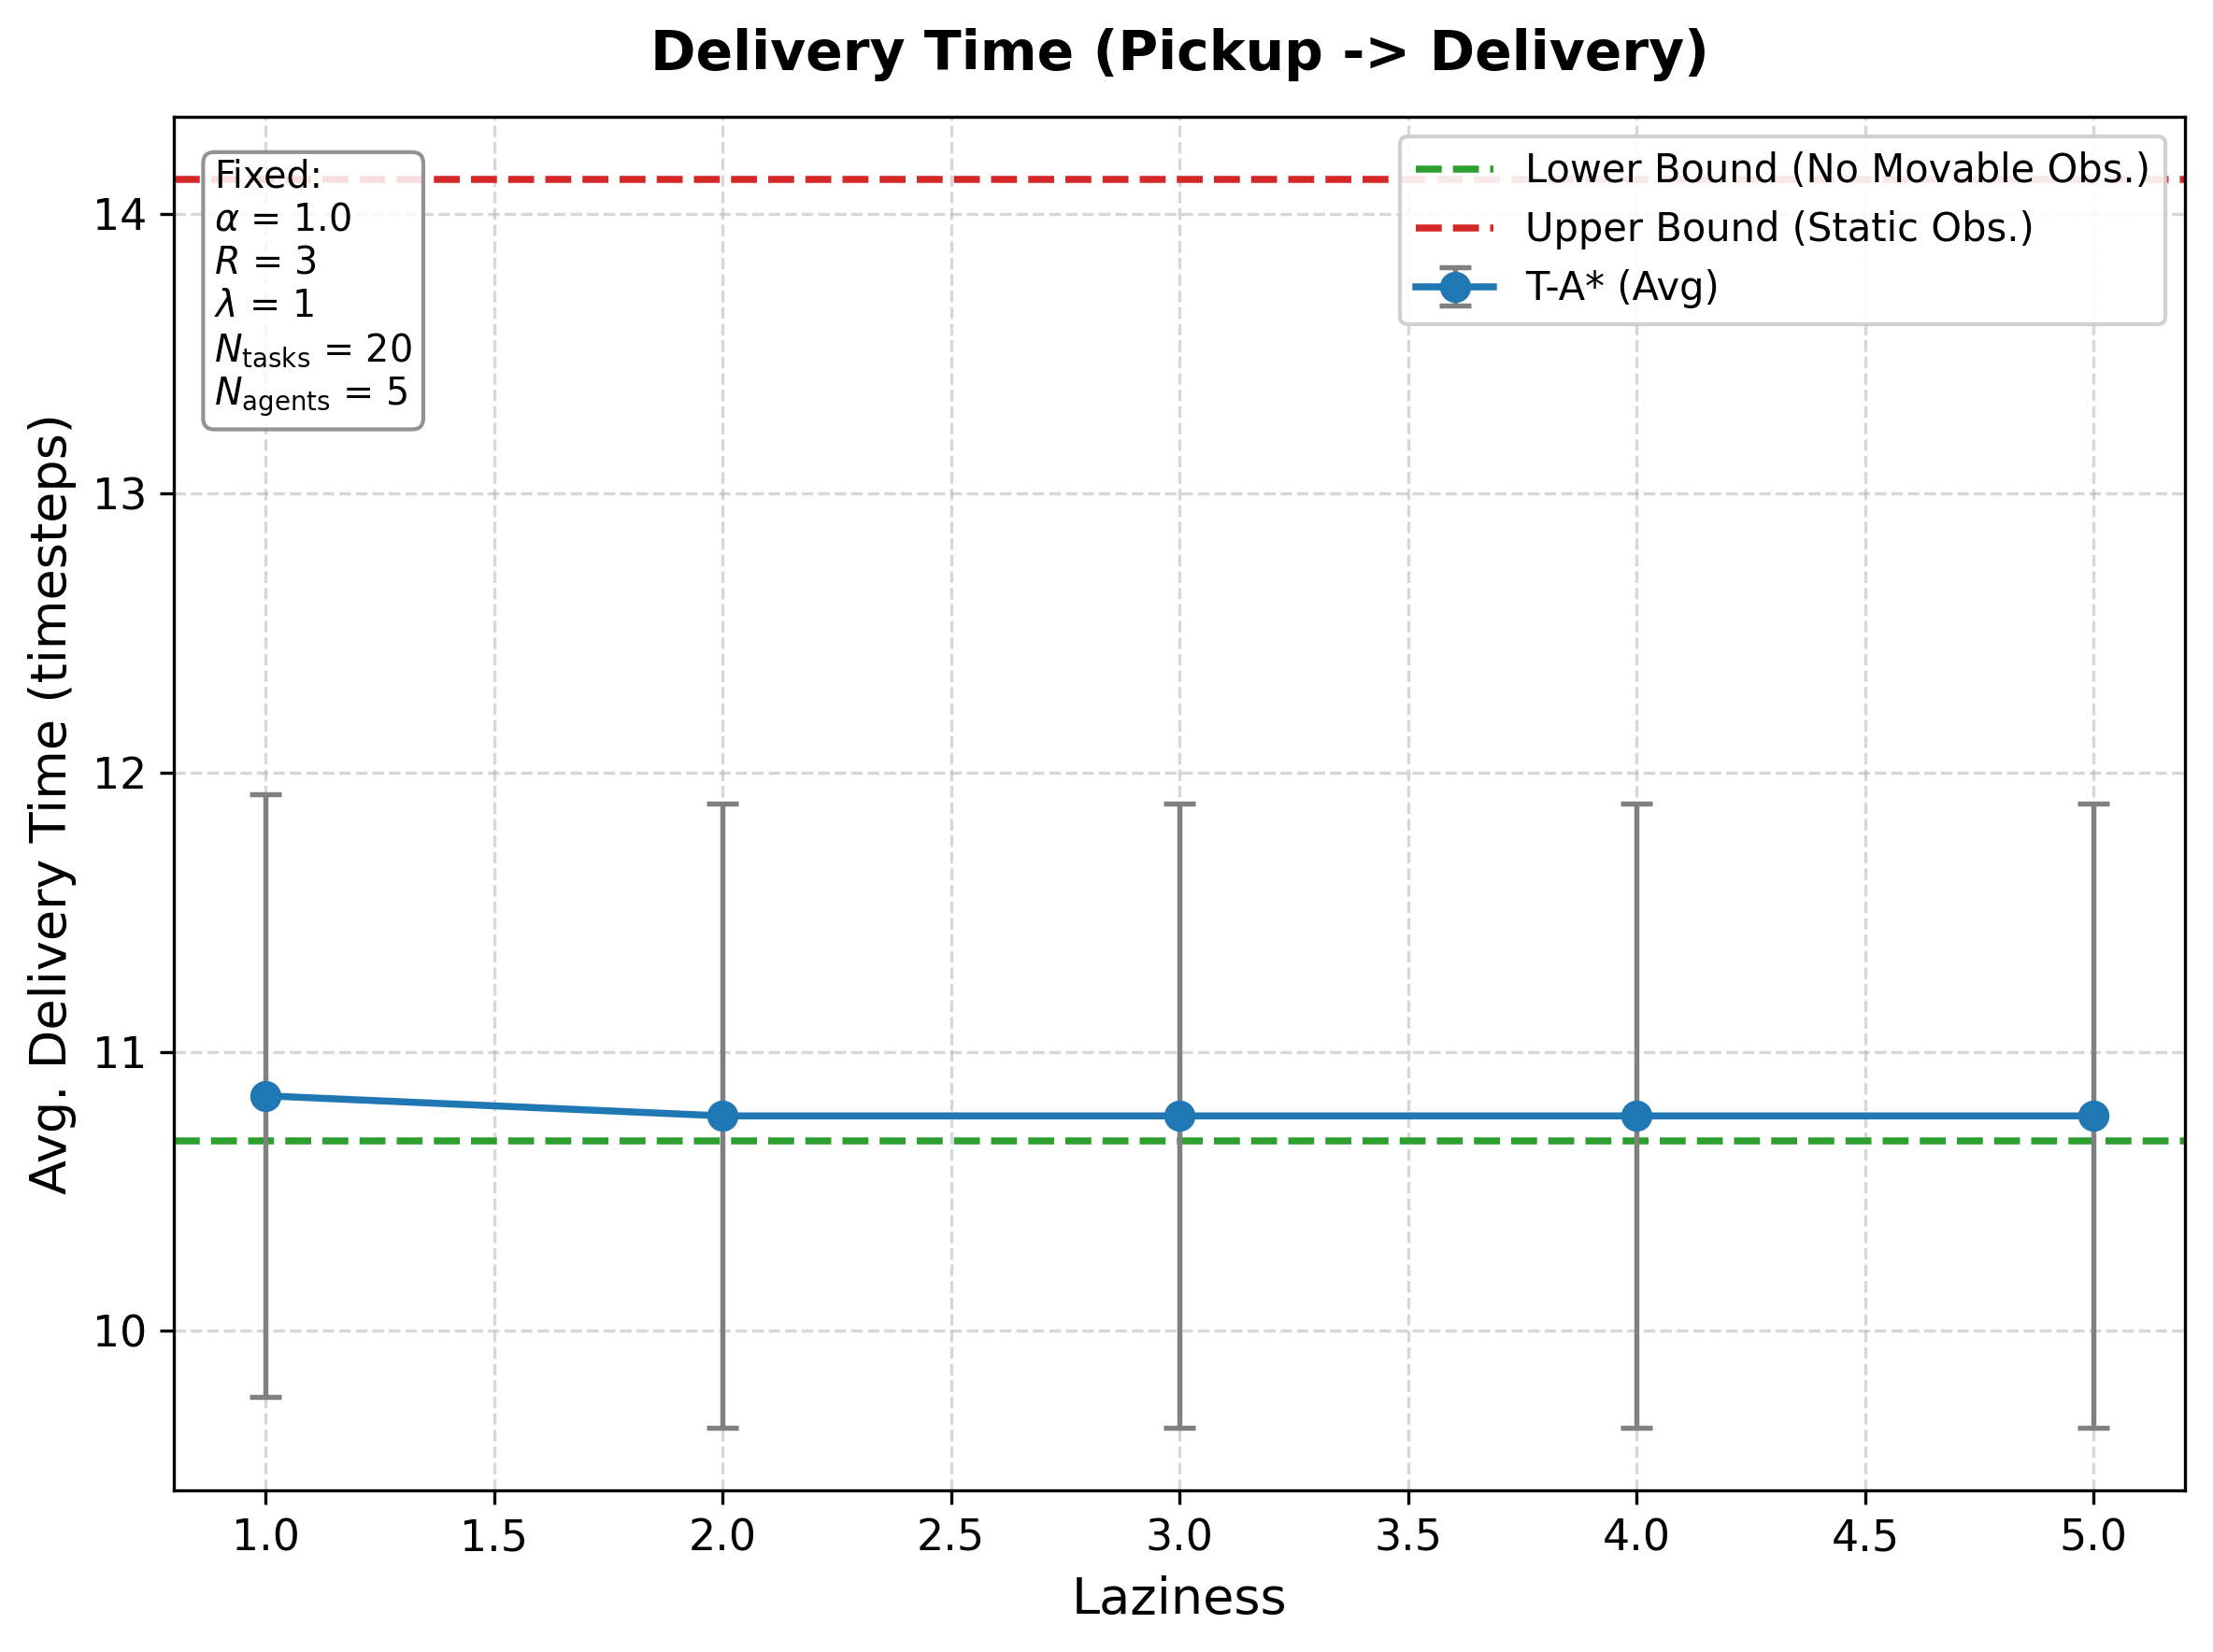 Delivery Time (Pickup -> Delivery)
Fixed:
α = 1.0
R = 3
λ = 1
N_tasks = 20
N_agents = 5
Lower Bound (No Movable Obs.)
Upper Bound (Static Obs.)
T-A* (Avg)
Avg. Delivery Time (timesteps)
14
13
12
11
10
1.0 1.5 2.0 2.5 3.0 3.5 4.0 4.5 5.0
Laziness